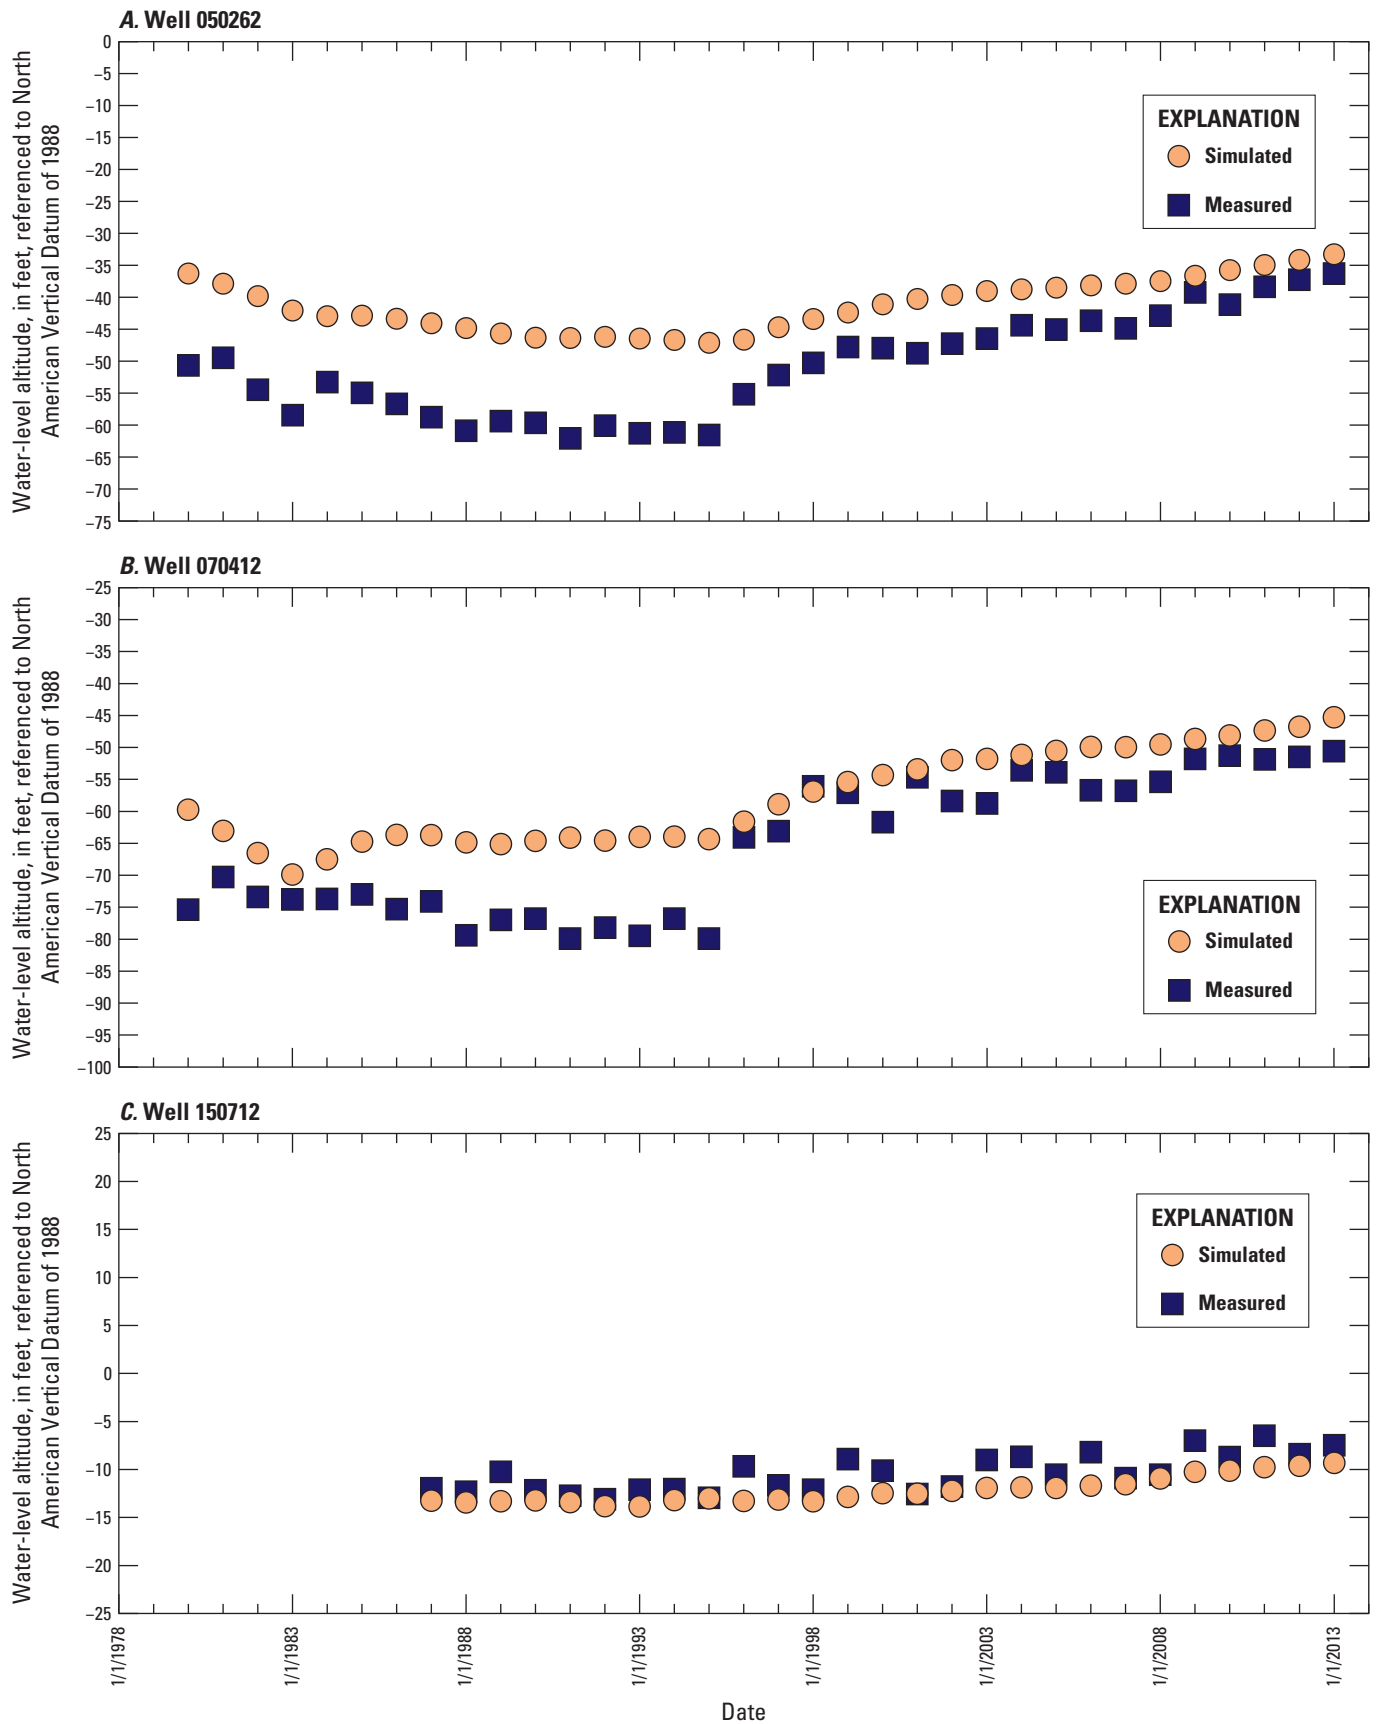 A. Well 050262
Water-level altitude, in feet, referenced to North
American Vertical Datum of 1988
0
–5
–10
–15
–20
–25
–30
–35
–40
–45
–50
–55
–60
–65
–70
–75
EXPLANATION
Simulated
Measured
B. Well 070412
Water-level altitude, in feet, referenced to North
American Vertical Datum of 1988
–25
–30
–35
–40
–45
–50
–55
–60
–65
–70
–75
–80
–85
–90
–95
–100
EXPLANATION
Simulated
Measured
C. Well 150712
Water-level altitude, in feet, referenced to North
American Vertical Datum of 1988
25
20
15
10
5
0
–5
–10
–15
–20
–25
EXPLANATION
Simulated
Measured
1/1/1978
1/1/1983
1/1/1988
1/1/1993
1/1/1998
1/1/2003
1/1/2008
1/1/2013
Date